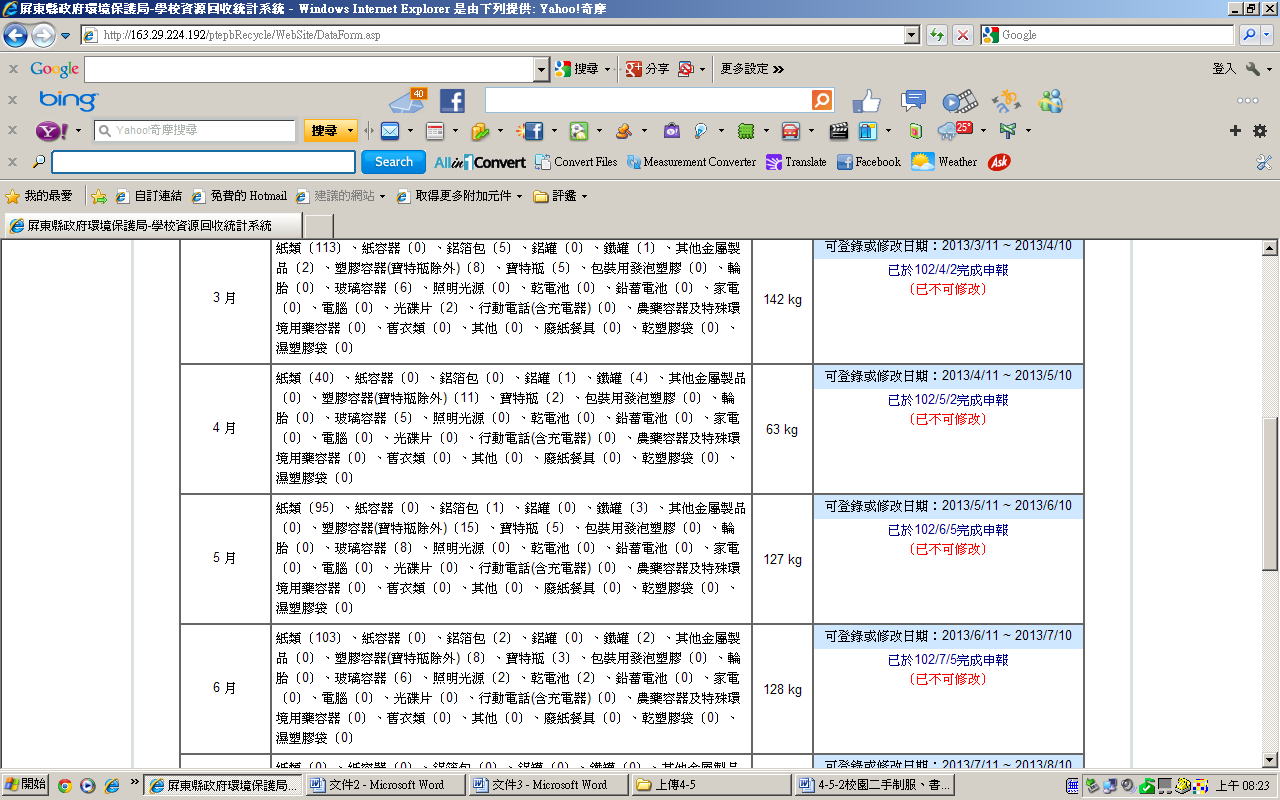 屏東縣政府環境保護局-學校資源回收統計系統 - Windows Internet Explorer 是由下列提供: Yahoo!奇摩
http://163.29.224.192/ptepbRecycle/WebSite/DataForm.asp
Google
Google
搜尋
分享
更多設定 »
登入
bing
40
Y!
Yahoo!奇摩搜尋
搜尋
25°
Search
All in 1 Convert
Convert Files
Measurement Converter
Translate
Facebook
Weather
Ask
我的最愛
自訂連結
免費的 Hotmail
建議的網站
取得更多附加元件
評鑑
屏東縣政府環境保護局-學校資源回收統計系統
3 月
紙類（113）、紙容器（0）、鋁箔包（5）、鋁罐（0）、鐵罐（1）、其他金屬製
品（2）、塑膠容器(寶特瓶除外)（8）、寶特瓶（5）、包裝用發泡塑膠（0）、輪
胎（0）、玻璃容器（6）、照明光源（0）、乾電池（0）、鉛蓄電池（0）、家電
（0）、電腦（0）、光碟片（2）、行動電話(含充電器)（0）、農藥容器及特殊環
境用藥容器（0）、舊衣類（0）、其他（0）、廢紙餐具（0）、乾塑膠袋（0）、
濕塑膠袋（0）
142 kg
可登錄或修改日期：2013/3/11 ~ 2013/4/10
已於102/4/2完成申報
（已不可修改）
4 月
紙類（40）、紙容器（0）、鋁箔包（0）、鋁罐（1）、鐵罐（4）、其他金屬製品
（0）、塑膠容器(寶特瓶除外)（11）、寶特瓶（2）、包裝用發泡塑膠（0）、輪
胎（0）、玻璃容器（5）、照明光源（0）、乾電池（0）、鉛蓄電池（0）、家電
（0）、電腦（0）、光碟片（0）、行動電話(含充電器)（0）、農藥容器及特殊環
境用藥容器（0）、舊衣類（0）、其他（0）、廢紙餐具（0）、乾塑膠袋（0）、
濕塑膠袋（0）
63 kg
可登錄或修改日期：2013/4/11 ~ 2013/5/10
已於102/5/2完成申報
（已不可修改）
5 月
紙類（95）、紙容器（0）、鋁箔包（1）、鋁罐（0）、鐵罐（3）、其他金屬製品
（0）、塑膠容器(寶特瓶除外)（15）、寶特瓶（5）、包裝用發泡塑膠（0）、輪
胎（0）、玻璃容器（8）、照明光源（0）、乾電池（0）、鉛蓄電池（0）、家電
（0）、電腦（0）、光碟片（0）、行動電話(含充電器)（0）、農藥容器及特殊環
境用藥容器（0）、舊衣類（0）、其他（0）、廢紙餐具（0）、乾塑膠袋（0）、
濕塑膠袋（0）
127 kg
可登錄或修改日期：2013/5/11 ~ 2013/6/10
已於102/6/5完成申報
（已不可修改）
6 月
紙類（103）、紙容器（0）、鋁箔包（2）、鋁罐（0）、鐵罐（2）、其他金屬製
品（0）、塑膠容器(寶特瓶除外)（8）、寶特瓶（3）、包裝用發泡塑膠（0）、輪
胎（0）、玻璃容器（6）、照明光源（2）、乾電池（2）、鉛蓄電池（0）、家電
（0）、電腦（0）、光碟片（0）、行動電話(含充電器)（0）、農藥容器及特殊環
境用藥容器（0）、舊衣類（0）、其他（0）、廢紙餐具（0）、乾塑膠袋（0）、
濕塑膠袋（0）
128 kg
可登錄或修改日期：2013/6/11 ~ 2013/7/10
已於102/7/5完成申報
（已不可修改）
紙類（0）、紙容器（0）、鋁箔包（0）、鋁罐（0）、鐵罐（0）、其他金屬製品
可登錄或修改日期：2013/7/11 ~ 2013/8/10
開始
屏東縣政府環境保護局...
文件2 - Microsoft Word
文件3 - Microsoft Word
上傳4-5
4-5-2校園二手制服、書...
上午 08:23